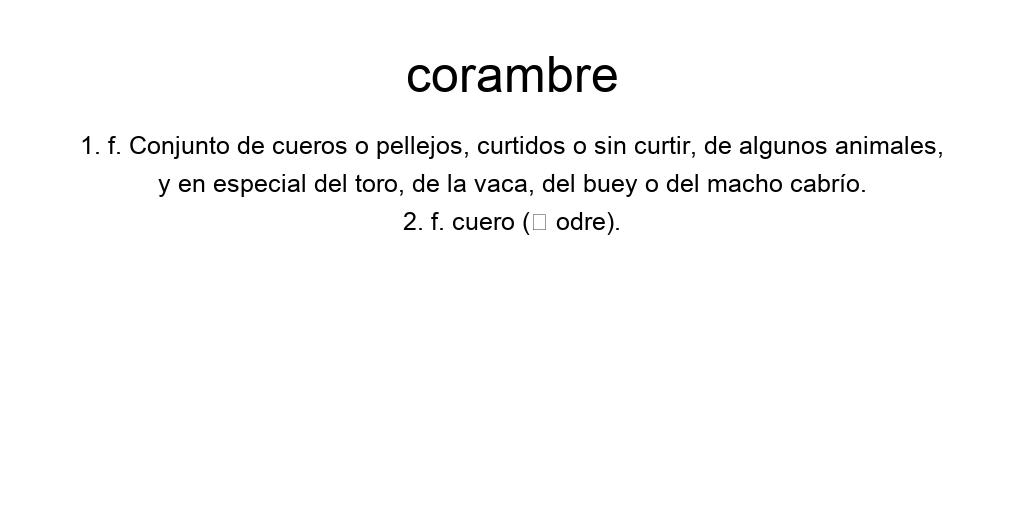 corambre
1. f. Conjunto de cueros o pellejos, curtidos o sin curtir, de algunos animales,
y en especial del toro, de la vaca, del buey o del macho cabrío.
2. f. cuero (□ odre).